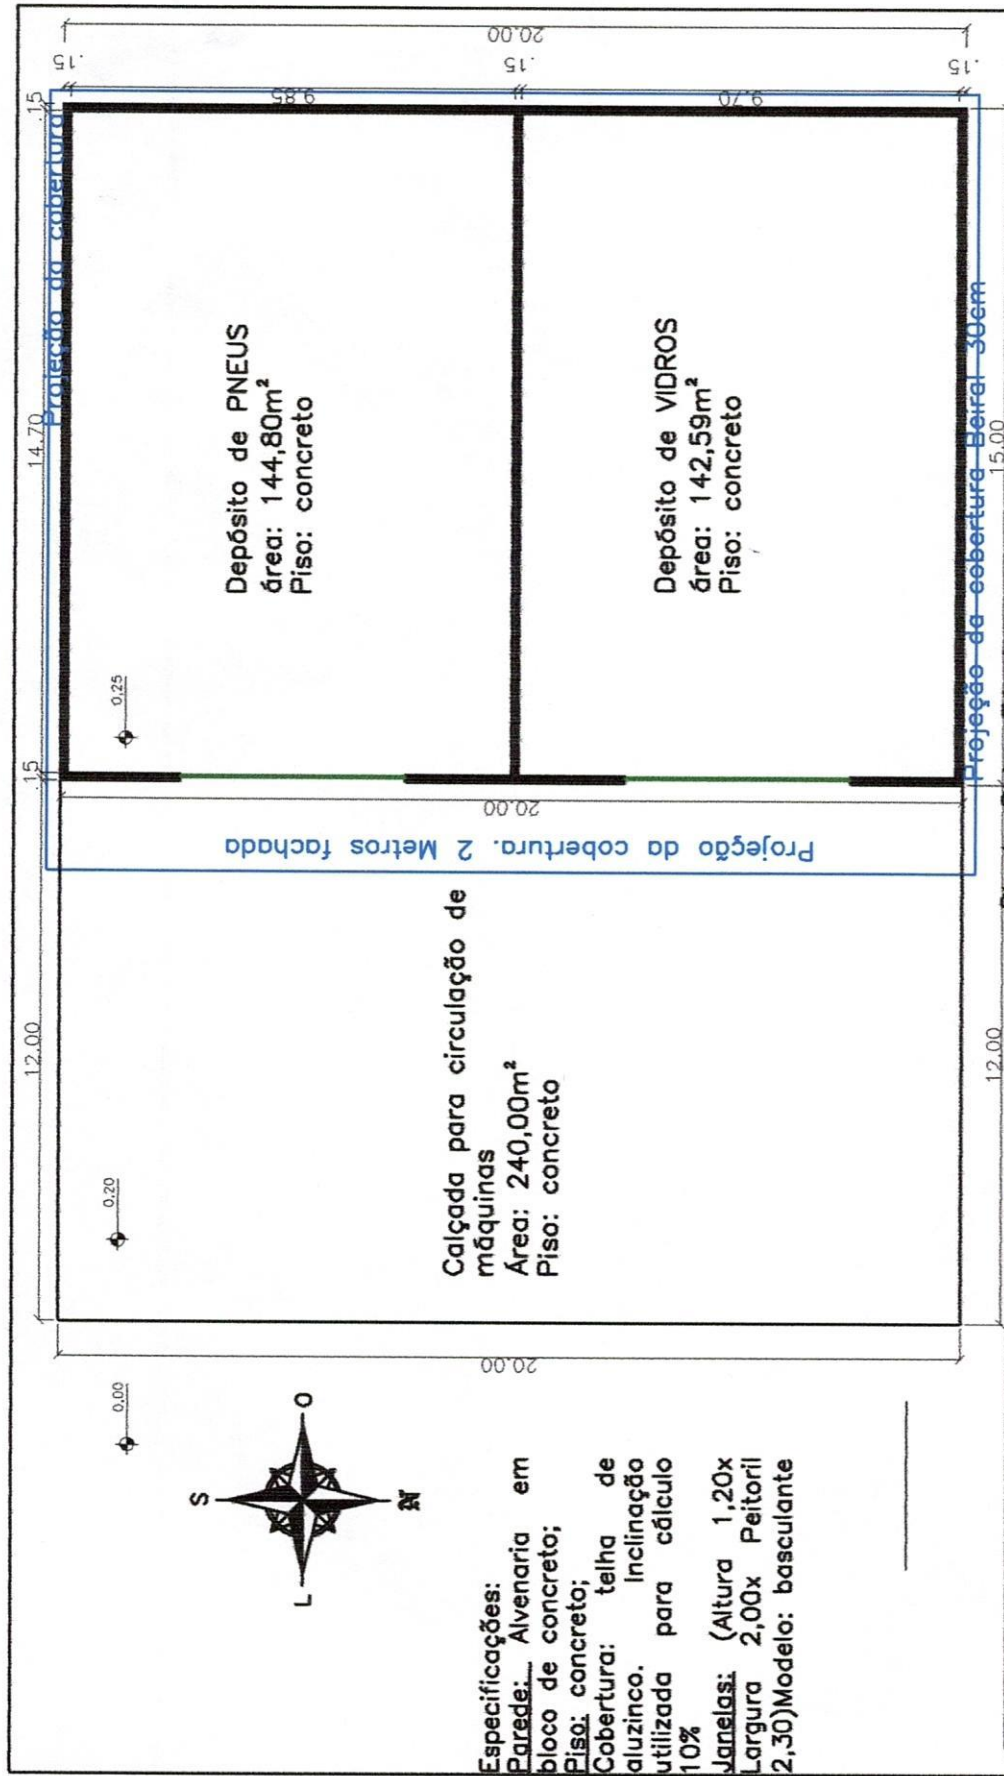 Especificações:
Parede: Alvenaria em
bloco de concreto;
Piso: concreto;
Cobertura: telha de
aluzinco. Inclinação
utilizada para cálculo
10%
Janelas: (Altura 1,20x
Largura 2,00x Peitoril
2,30)Modelo: basculante
S
L
O
0,00
0,20
0,25
20.00
12.00
12.00
Calçada para circulação de
máquinas
Área: 240,00m²
Piso: concreto
Projeção da cobertura. 2 Metros fachada
20.00
.15
14.70
.15
Projeção da cobertura
Depósito de PNEUS
área: 144,80m²
Piso: concreto
Depósito de VIDROS
área: 142,59m²
Piso: concreto
Projeção da cobertura Beiral 30cm
15.00
.15
9.85
.15
9.70
.15
20.00